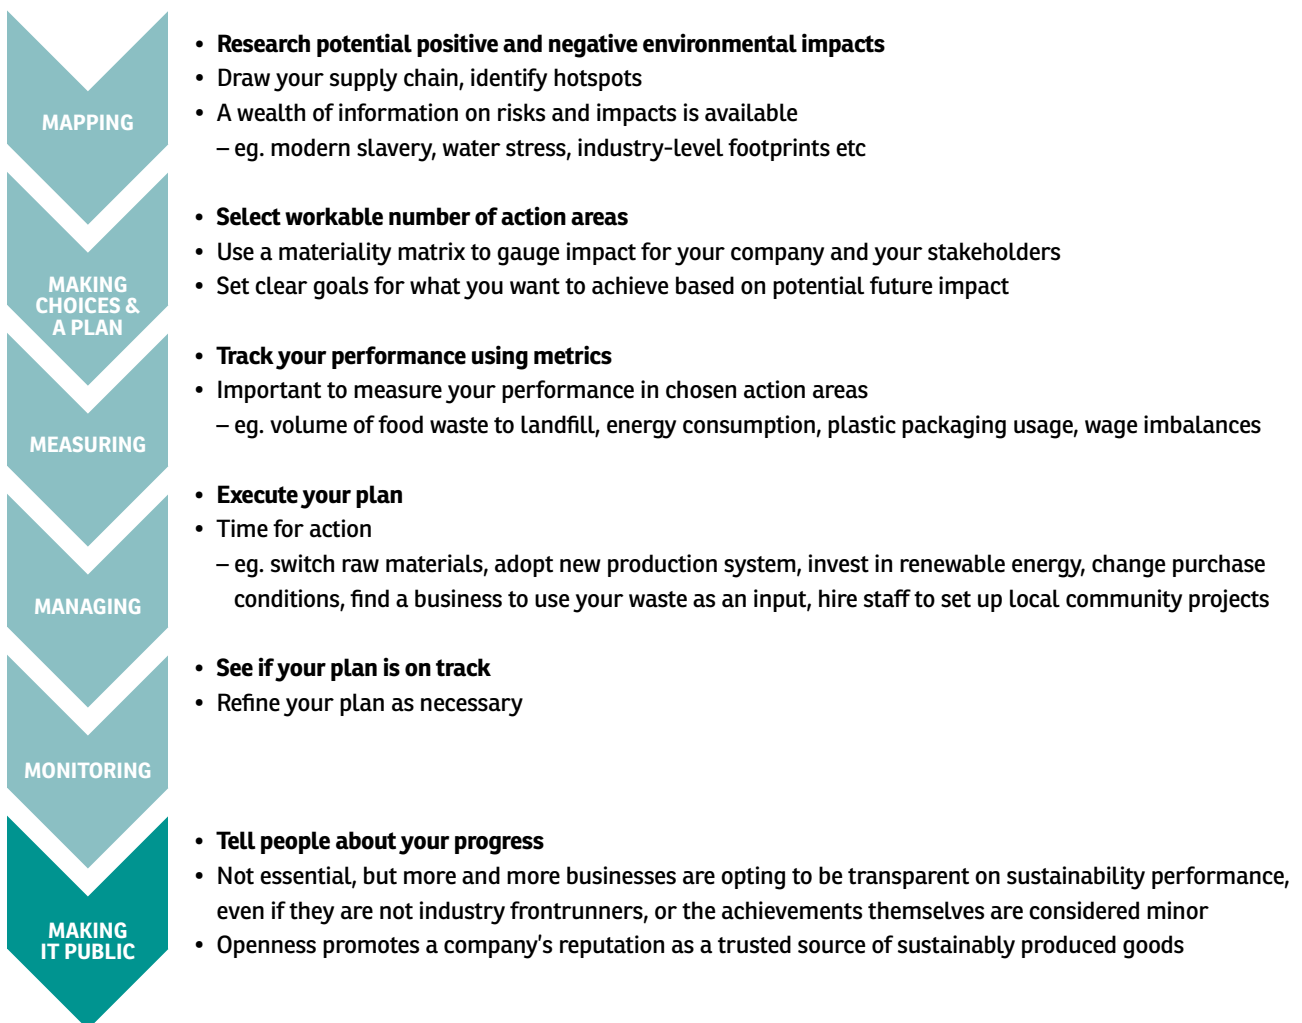 MAPPING
• Research potential positive and negative environmental impacts
• Draw your supply chain, identify hotspots
• A wealth of information on risks and impacts is available
– eg. modern slavery, water stress, industry-level footprints etc
MAKING
CHOICES &
A PLAN
• Select workable number of action areas
• Use a materiality matrix to gauge impact for your company and your stakeholders
• Set clear goals for what you want to achieve based on potential future impact
MEASURING
• Track your performance using metrics
• Important to measure your performance in chosen action areas
– eg. volume of food waste to landfill, energy consumption, plastic packaging usage, wage imbalances
MANAGING
• Execute your plan
• Time for action
– eg. switch raw materials, adopt new production system, invest in renewable energy, change purchase
conditions, find a business to use your waste as an input, hire staff to set up local community projects
MONITORING
• See if your plan is on track
• Refine your plan as necessary
MAKING
IT PUBLIC
• Tell people about your progress
• Not essential, but more and more businesses are opting to be transparent on sustainability performance,
even if they are not industry frontrunners, or the achievements themselves are considered minor
• Openness promotes a company's reputation as a trusted source of sustainably produced goods